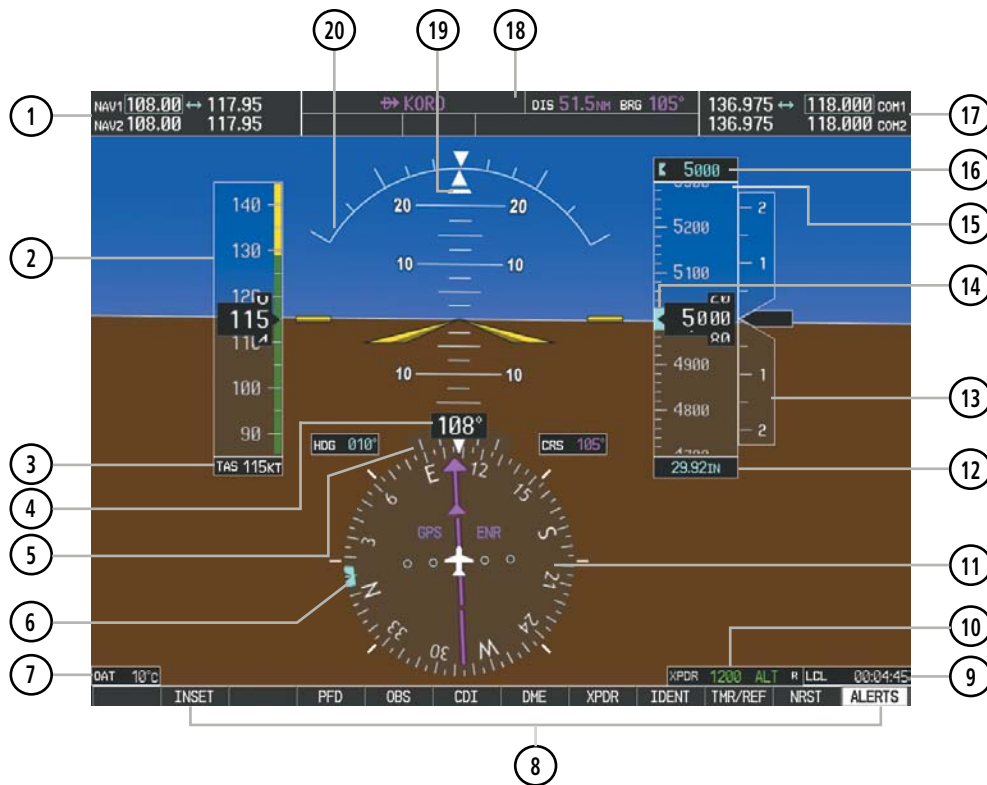 20 19 18
1 NAV1 108.00 ↔ 117.95 D→ KORD DIS 51.5NM BRG 105° 136.975 ↔ 118.000 COM1 17
NAV2 108.00 117.95 136.975 118.000 COM2
5000 16
20 20
140 2 15
5200
2 130 10 10 1
5100
120 14
115 5000
20
80
110
4900
10 10 1 13
100
4800
108°
90 HDG 010° CRS 105° 2
3 TAS 115KT 29.92IN 12
4
E 12
6 15
5 GPS ENR
3 S
11
6 N 21
33 24
30 W
10
7 OAT 10°C XPDR 1200 ALT R LCL 00:04:45 9
INSET PFD OBS CDI DME XPDR IDENT TMR/REF NRST ALERTS
8